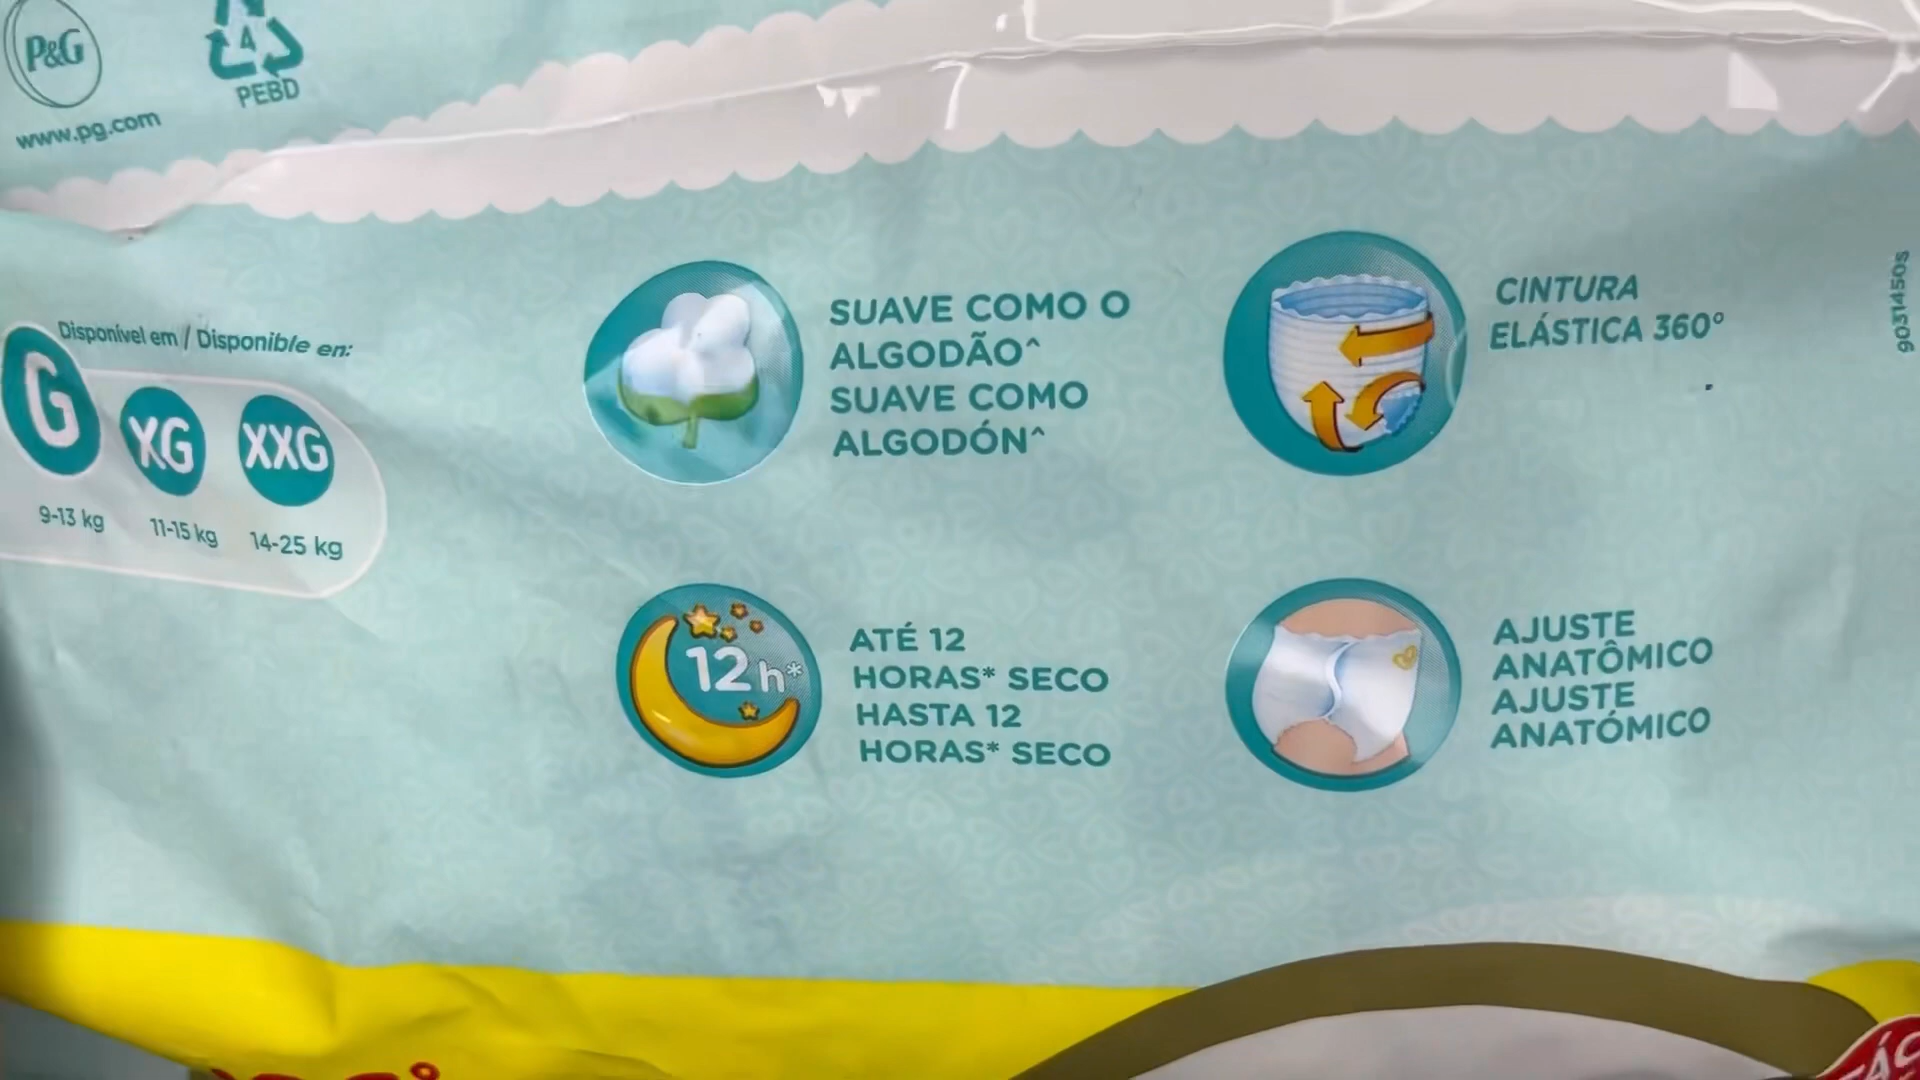 P&G
4
PEBD
www.pg.com
Disponível em / Disponible en:
G
XG
XXG
9-13 kg
11-15 kg
14-25 kg
SUAVE COMO O
ALGODÃO^
SUAVE COMO
ALGODÓN^
CINTURA
ELÁSTICA 360°
12h*
ATÉ 12
HORAS* SECO
HASTA 12
HORAS* SECO
AJUSTE
ANATÔMICO
AJUSTE
ANATÓMICO
90314505